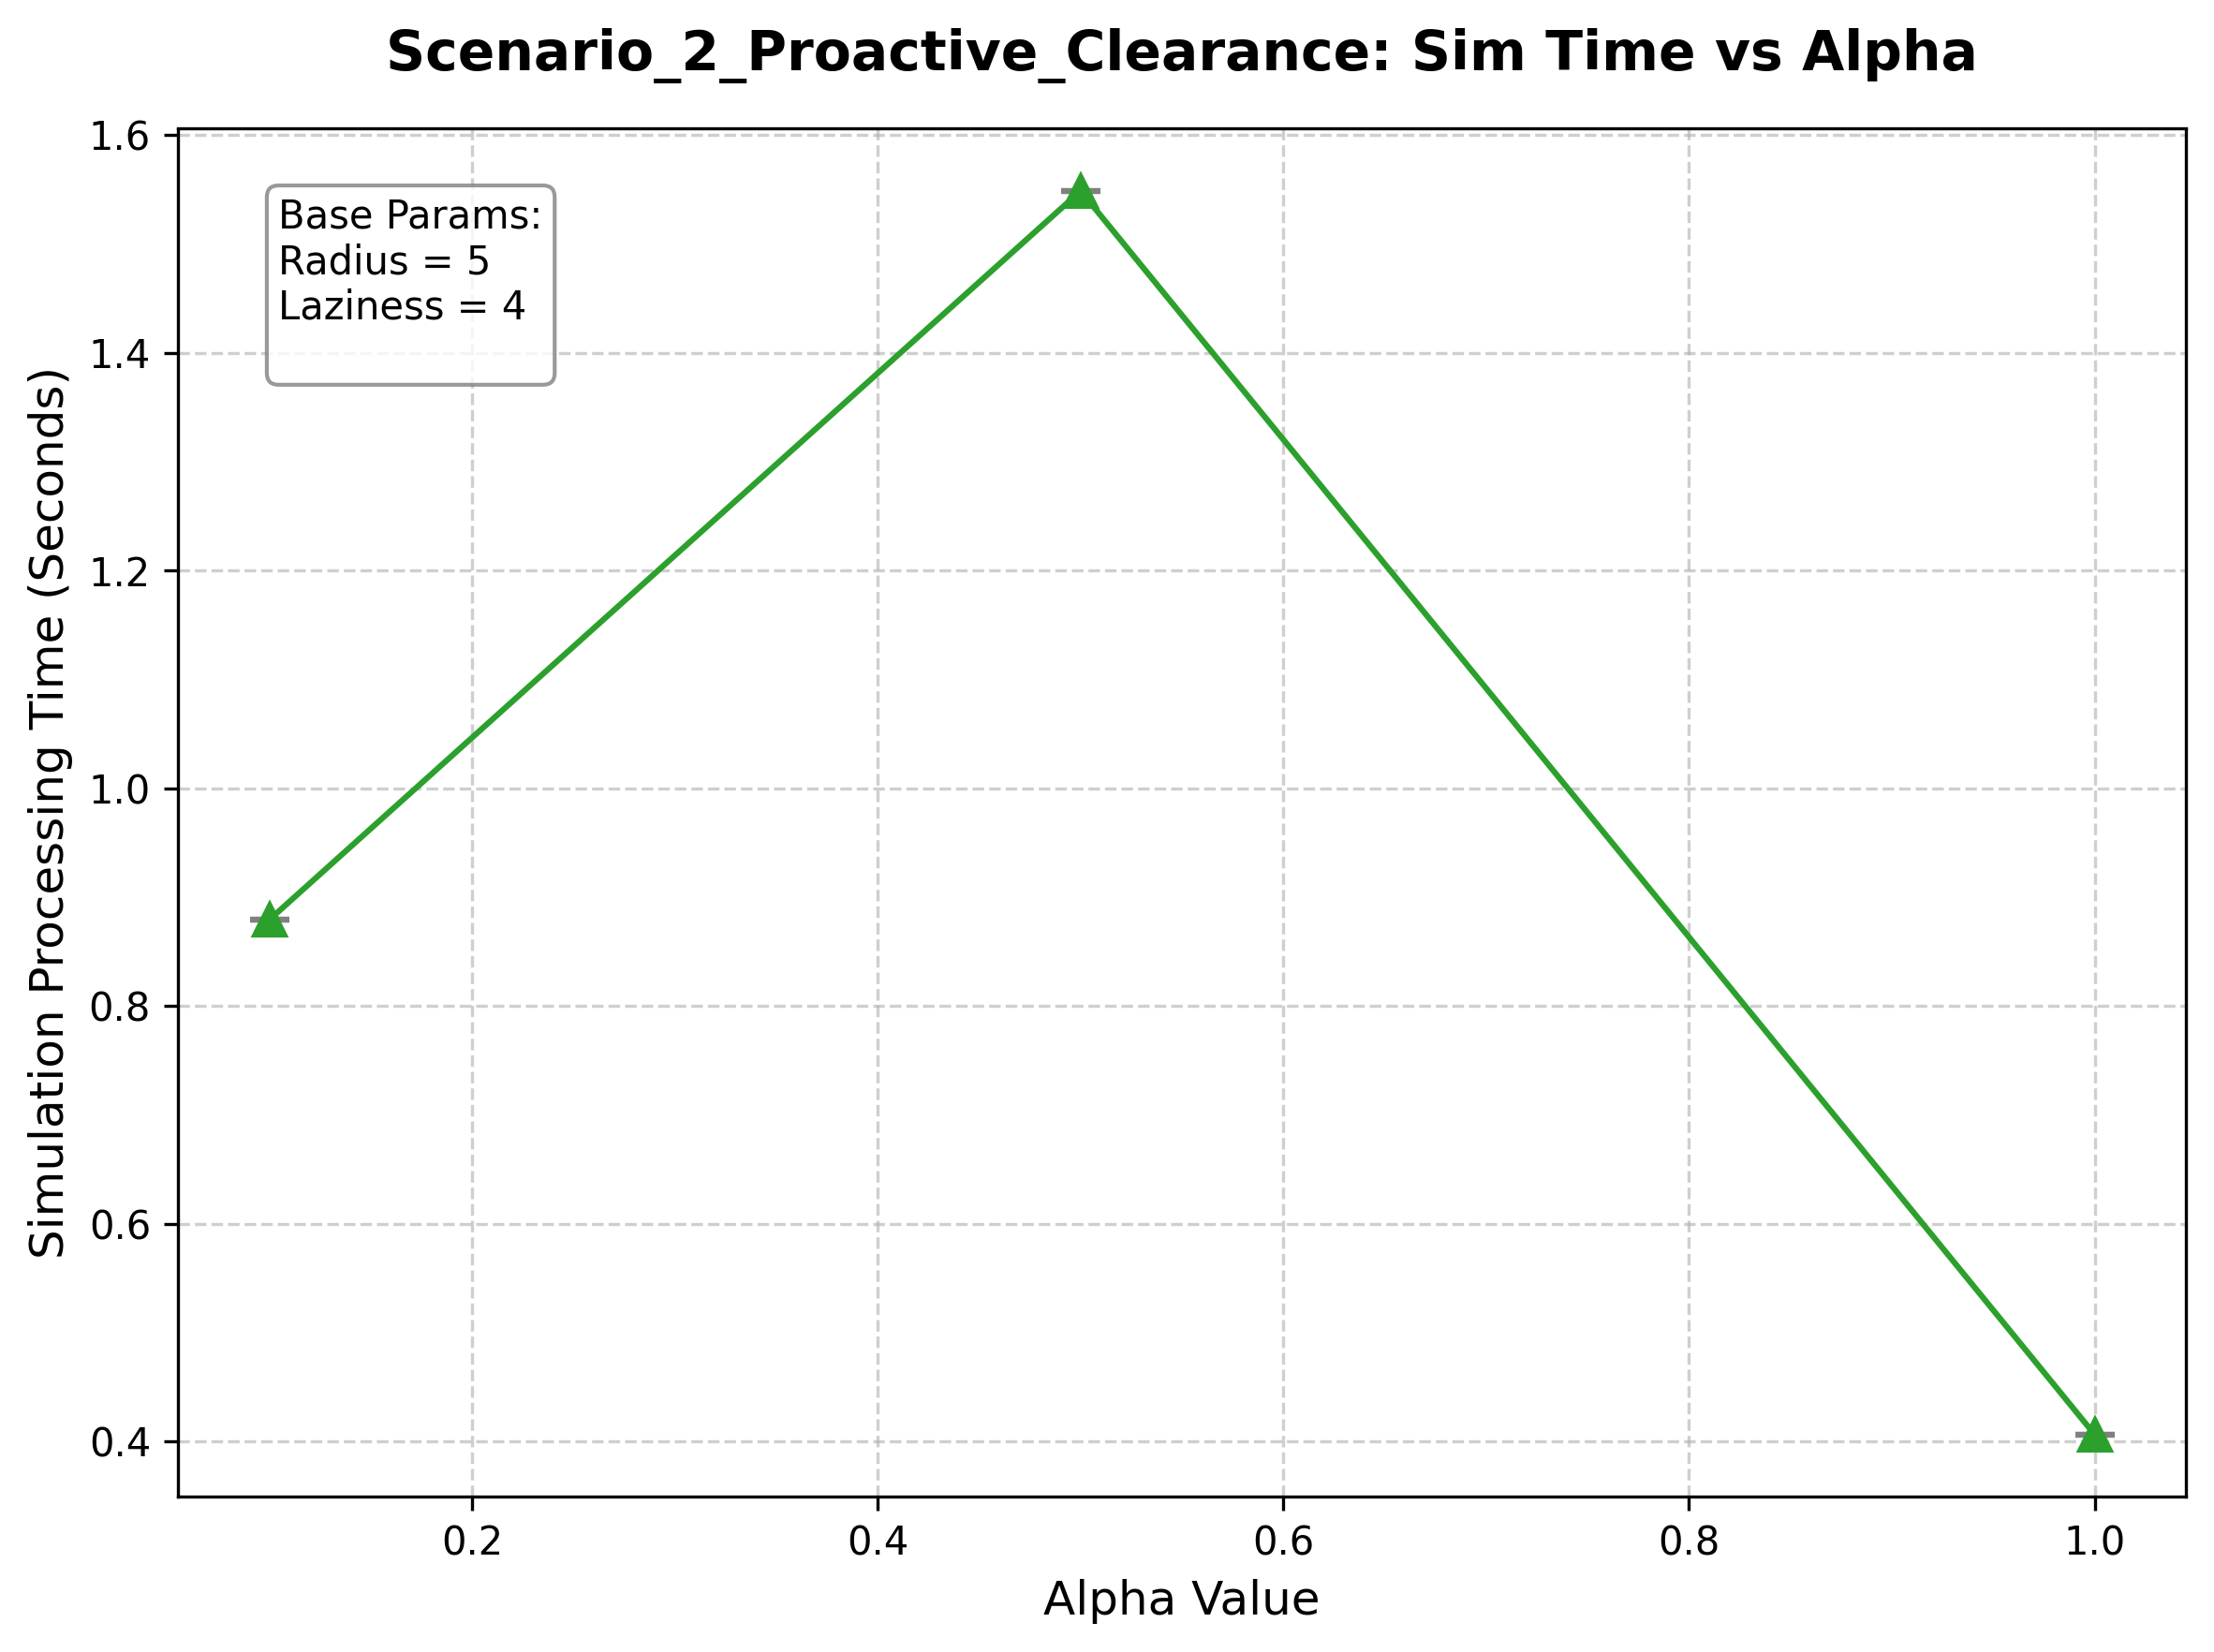 Scenario_2_Proactive_Clearance: Sim Time vs Alpha
Base Params:
Radius = 5
Laziness = 4
Simulation Processing Time (Seconds)
1.6
1.4
1.2
1.0
0.8
0.6
0.4
0.2 0.4 0.6 0.8 1.0
Alpha Value